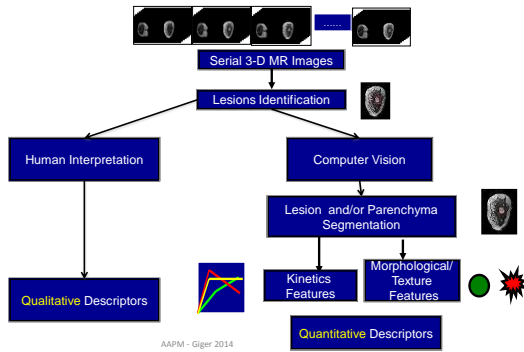 ......
Serial 3-D MR Images
Lesions Identification
Human Interpretation
Computer Vision
Lesion and/or Parenchyma
Segmentation
Kinetics
Features
Morphological/
Texture
Features
Qualitative Descriptors
Quantitative Descriptors
AAPM - Giger 2014